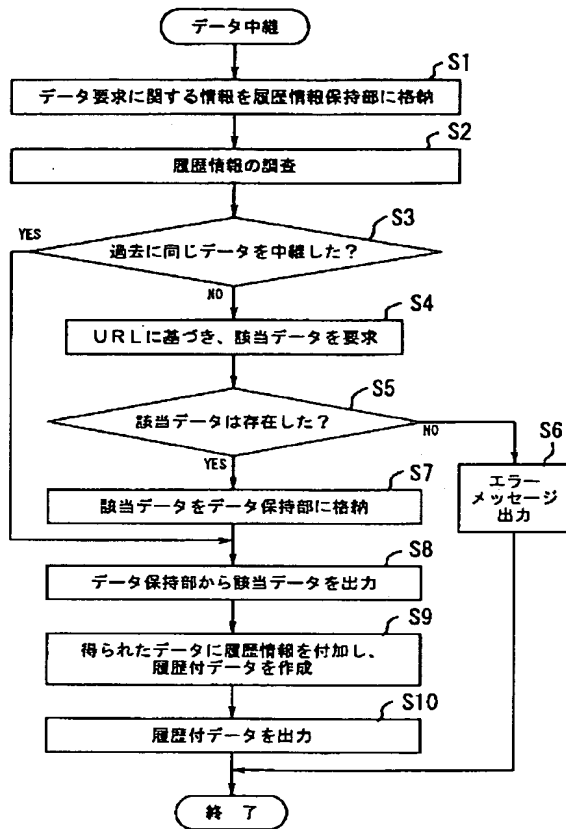 データ中継
S1
データ要求に関する情報を履歴情報保持部に格納
S2
履歴情報の調査
S3
YES
過去に同じデータを中継した？
NO
S4
ＵＲＬに基づき、該当データを要求
S5
該当データは存在した？
NO
YES
S6
エラー
メッセージ
出力
S7
該当データをデータ保持部に格納
S8
データ保持部から該当データを出力
S9
得られたデータに履歴情報を付加し、
履歴付データを作成
S10
履歴付データを出力
終 了